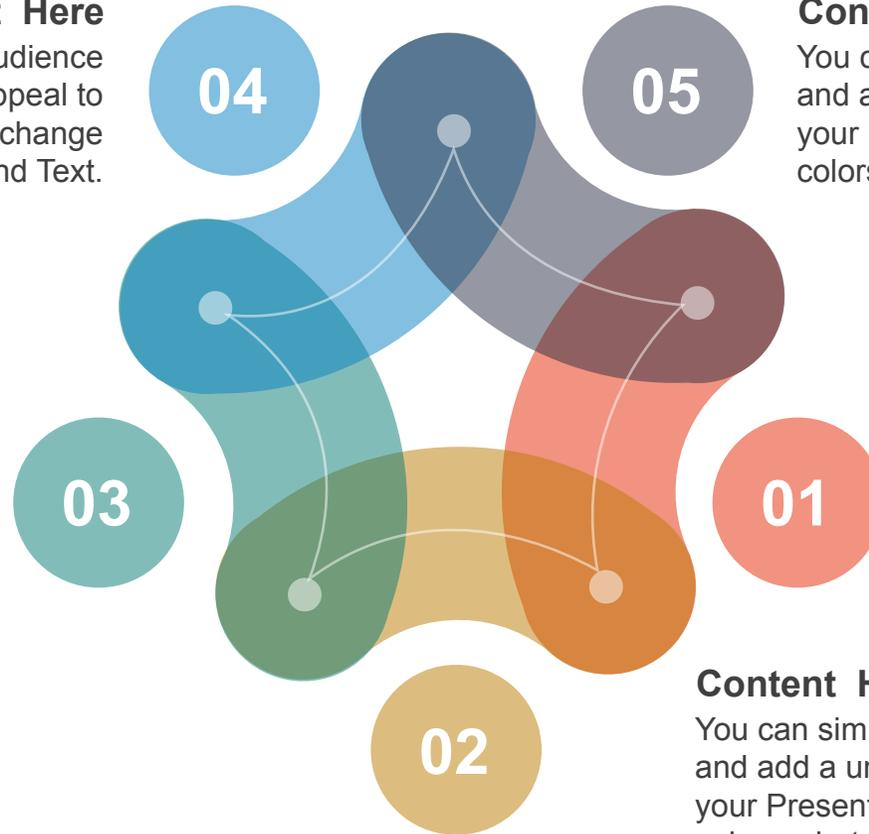 Here
udience
ppeal to
change
nd Text.
04
05
Con
You c
and a
your
colors
03
01
02
Content H
You can sim
and add a un
your Present